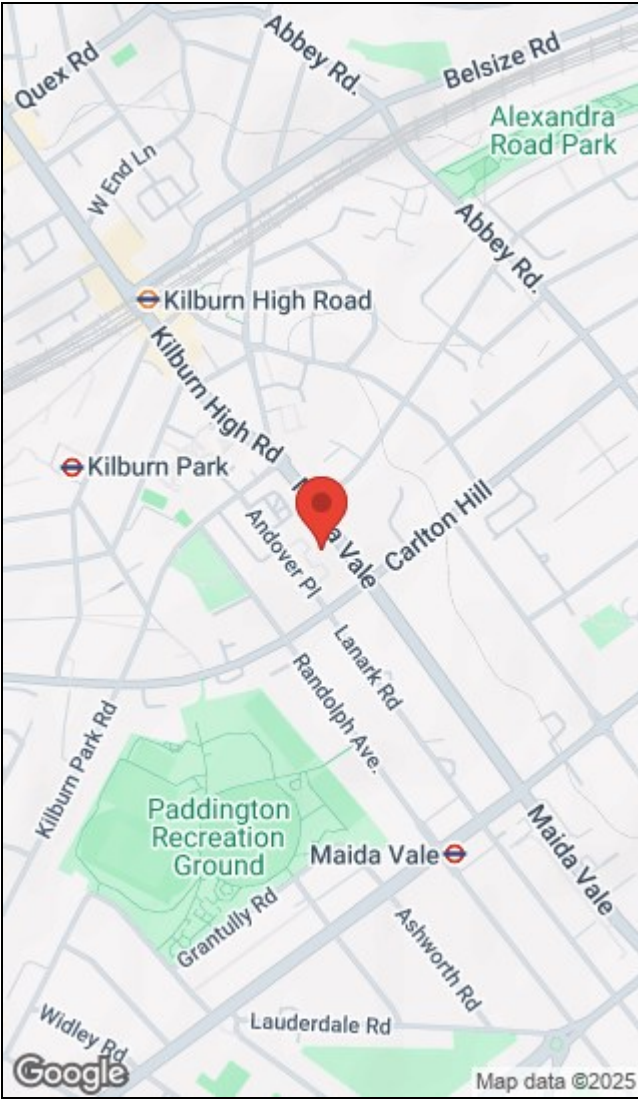 Quex Rd
Abbey Rd.
Belsize Rd
Alexandra
Road Park
W End Ln
Abbey Rd.
Kilburn High Road
Kilburn High Rd
Kilburn Park
Carlton Hill
a Vale
Andover Pl
Lanark Rd
Randolph Ave.
Kilburn Park Rd
Paddington
Recreation
Ground
Maida Vale
Maida Vale
Grantully Rd
Ashworth Rd
Lauderdale Rd
Widley Rd
Google
Map data ©2025